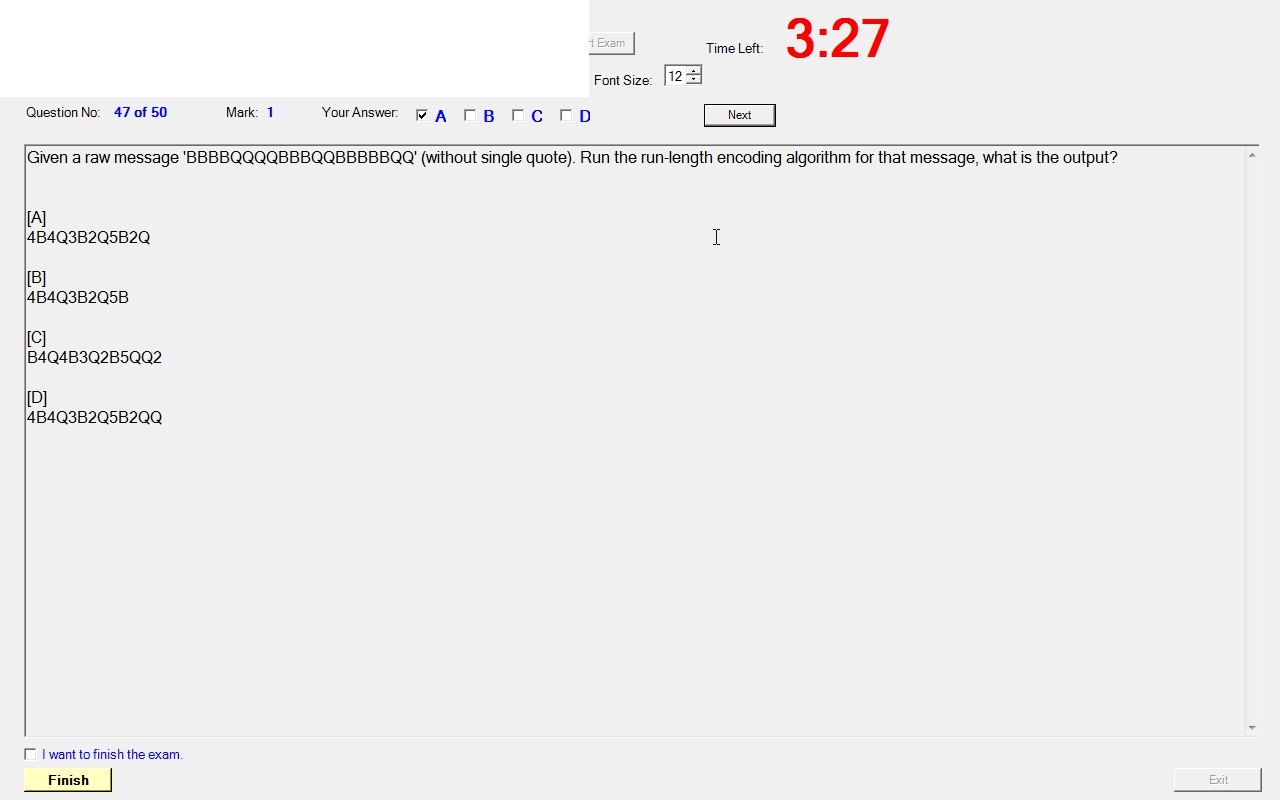 t Exam
Time Left: 3:27
Font Size: 12
Question No: 47 of 50 Mark: 1 Your Answer: A B C D Next
Given a raw message 'BBBBQQQQBBBQQBBBBBQQ' (without single quote). Run the run-length encoding algorithm for that message, what is the output?
[A]
4B4Q3B2Q5B2Q
[B]
4B4Q3B2Q5B
[C]
B4Q4B3Q2B5QQ2
[D]
4B4Q3B2Q5B2QQ
I want to finish the exam.
Finish Exit